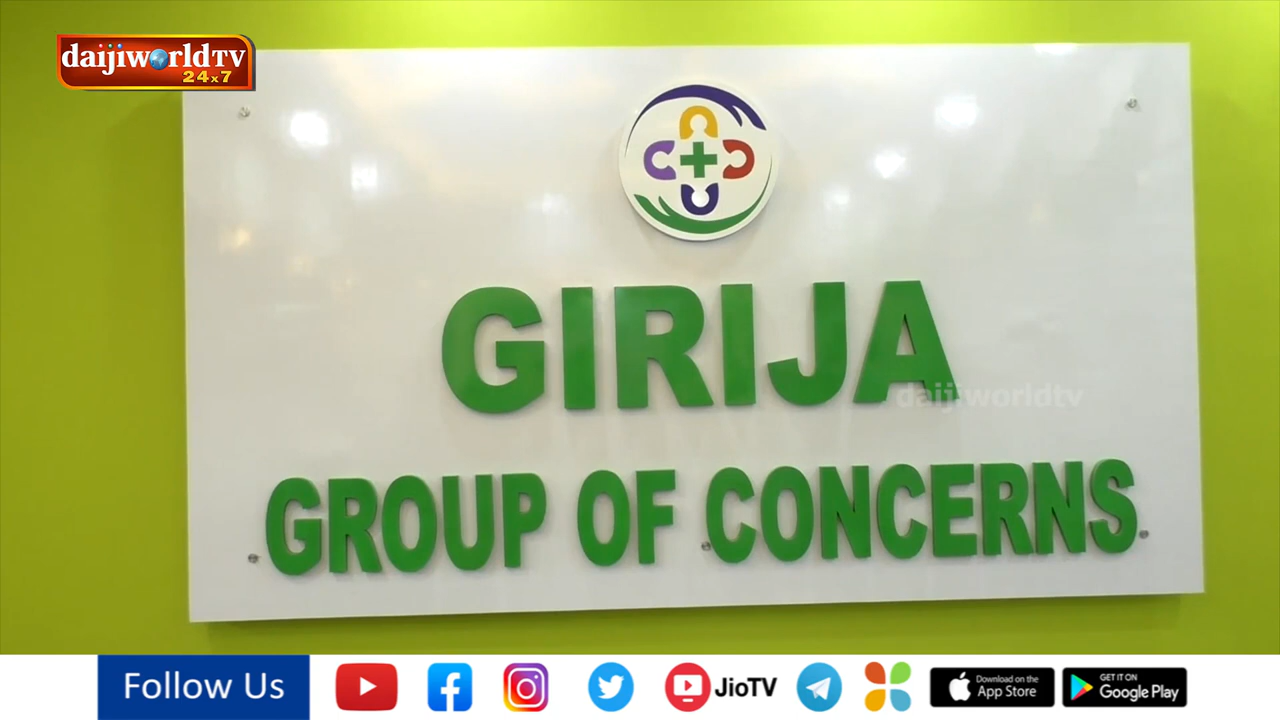 daijiworldTV
24x7
GIRIJA
daijiworldtv
GROUP OF CONCERNS
Follow Us
JioTV
Download on the
App Store
GET IT ON
Google Play